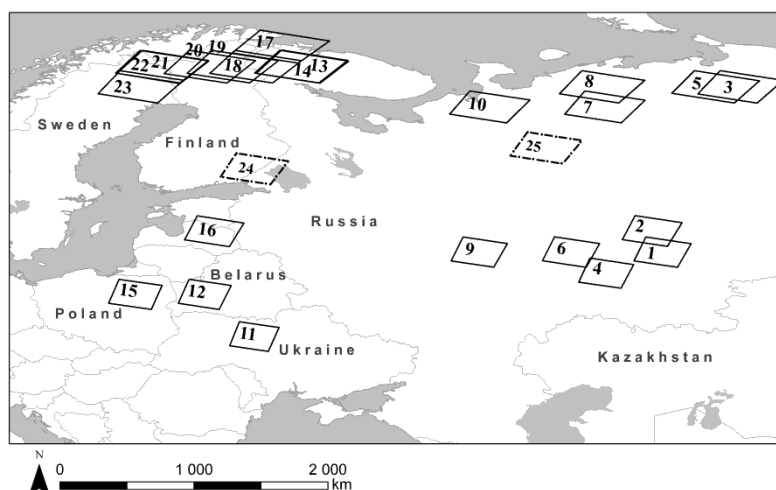 17
20 19
22 21 18 14 13
23
8 5 3
10 7
Sweden
Finland
24
25
Russia
16
2
9 6 1
4
Belarus
15 12
Poland
11
Ukraine
Kazakhstan
N
0 1 000 2 000
km